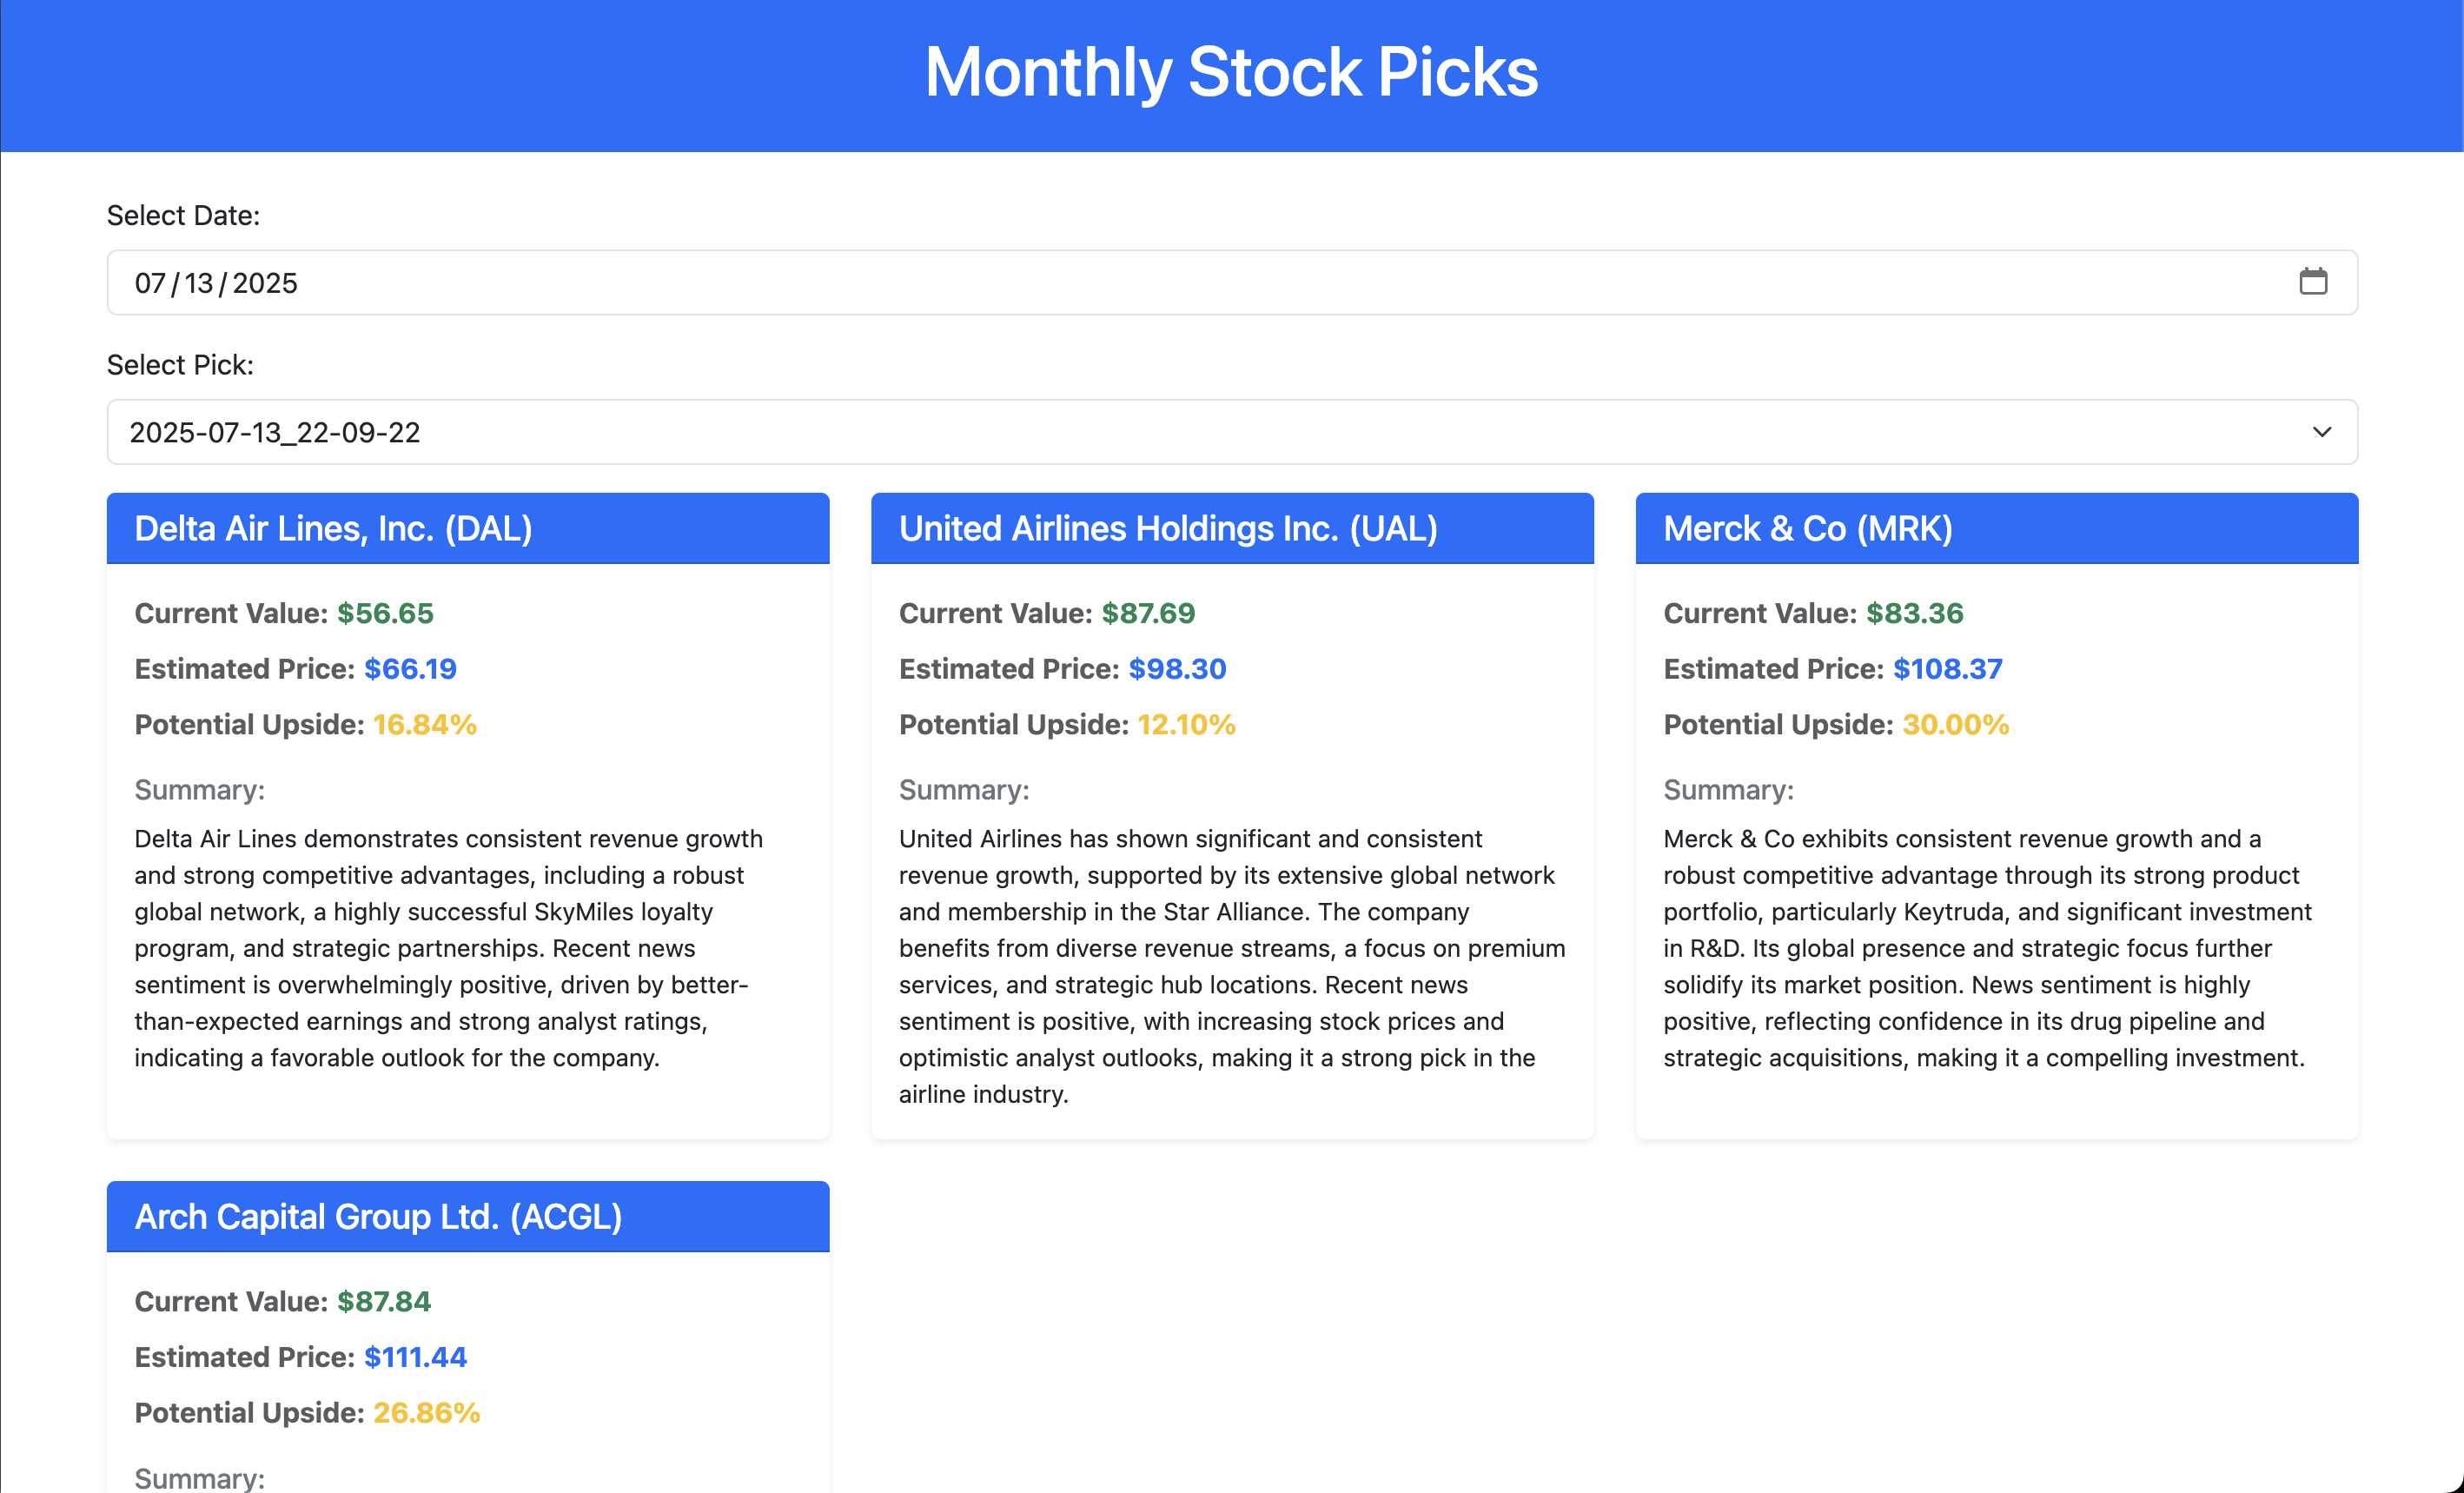 Monthly Stock Picks
Select Date:
07/13/2025
Select Pick:
2025-07-13_22-09-22
Delta Air Lines, Inc. (DAL)
Current Value: $56.65
Estimated Price: $66.19
Potential Upside: 16.84%
Summary:
Delta Air Lines demonstrates consistent revenue growth
and strong competitive advantages, including a robust
global network, a highly successful SkyMiles loyalty
program, and strategic partnerships. Recent news
sentiment is overwhelmingly positive, driven by better-
than-expected earnings and strong analyst ratings,
indicating a favorable outlook for the company.
United Airlines Holdings Inc. (UAL)
Current Value: $87.69
Estimated Price: $98.30
Potential Upside: 12.10%
Summary:
United Airlines has shown significant and consistent
revenue growth, supported by its extensive global network
and membership in the Star Alliance. The company
benefits from diverse revenue streams, a focus on premium
services, and strategic hub locations. Recent news
sentiment is positive, with increasing stock prices and
optimistic analyst outlooks, making it a strong pick in the
airline industry.
Merck & Co (MRK)
Current Value: $83.36
Estimated Price: $108.37
Potential Upside: 30.00%
Summary:
Merck & Co exhibits consistent revenue growth and a
robust competitive advantage through its strong product
portfolio, particularly Keytruda, and significant investment
in R&D. Its global presence and strategic focus further
solidify its market position. News sentiment is highly
positive, reflecting confidence in its drug pipeline and
strategic acquisitions, making it a compelling investment.
Arch Capital Group Ltd. (ACGL)
Current Value: $87.84
Estimated Price: $111.44
Potential Upside: 26.86%
Summary: